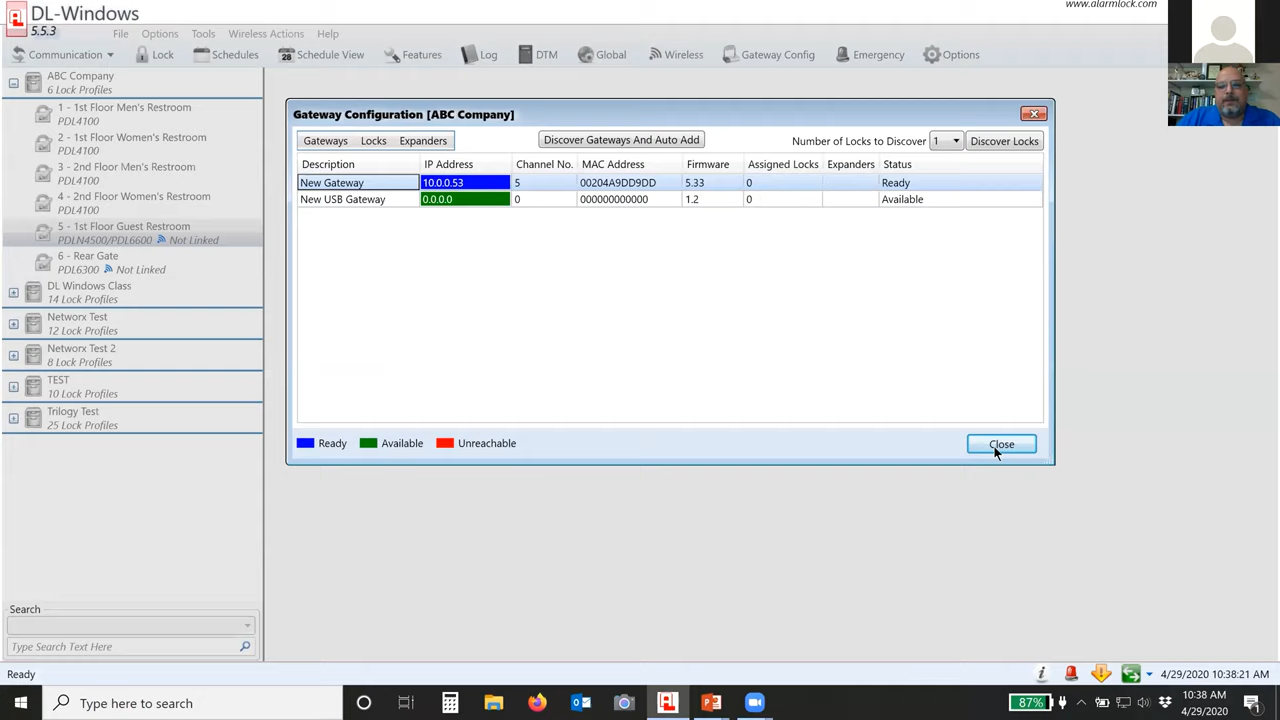 DL-Windows
www.alarmlock.com
5.5.3
File Options Tools Wireless Actions Help
Communication Lock Schedules 28 Schedule View Features Log DTM Global Wireless Gateway Config Emergency Options
ABC Company
6 Lock Profiles
1 - 1st Floor Men's Restroom
PDL4100
2 - 1st Floor Women's Restroom
PDL4100
3 - 2nd Floor Men's Restroom
PDL4100
4 - 2nd Floor Women's Restroom
PDL4100
5 - 1st Floor Guest Restroom
PDLN4500/PDL6600 Not Linked
6 - Rear Gate
PDL6300 Not Linked
DL Windows Class
14 Lock Profiles
Networx Test
12 Lock Profiles
Networx Test 2
8 Lock Profiles
TEST
10 Lock Profiles
Trilogy Test
25 Lock Profiles
Gateway Configuration [ABC Company]
Gateways Locks Expanders Discover Gateways And Auto Add Number of Locks to Discover 1 Discover Locks
Description IP Address Channel No. MAC Address Firmware Assigned Locks Expanders Status
New Gateway 10.0.0.53 5 00204A9DD9DD 5.33 0 Ready
New USB Gateway 0.0.0.0 0 000000000000 1.2 0 Available
Ready Available Unreachable Close
Search
Type Search Text Here
Ready 4/29/2020 10:38:21 AM
Type here to search 87% 10:38 AM
4/29/2020 1